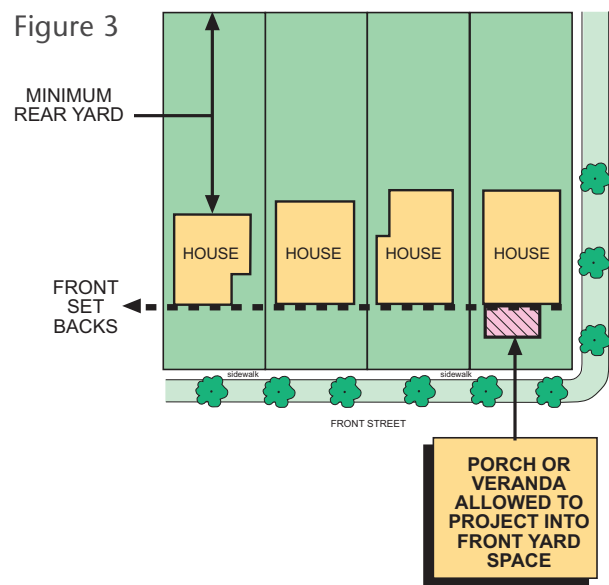 Figure 3
MINIMUM
REAR YARD
HOUSE
HOUSE
HOUSE
HOUSE
FRONT
SET
BACKS
sidewalk
sidewalk
FRONT STREET
PORCH OR
VERANDA
ALLOWED TO
PROJECT INTO
FRONT YARD
SPACE